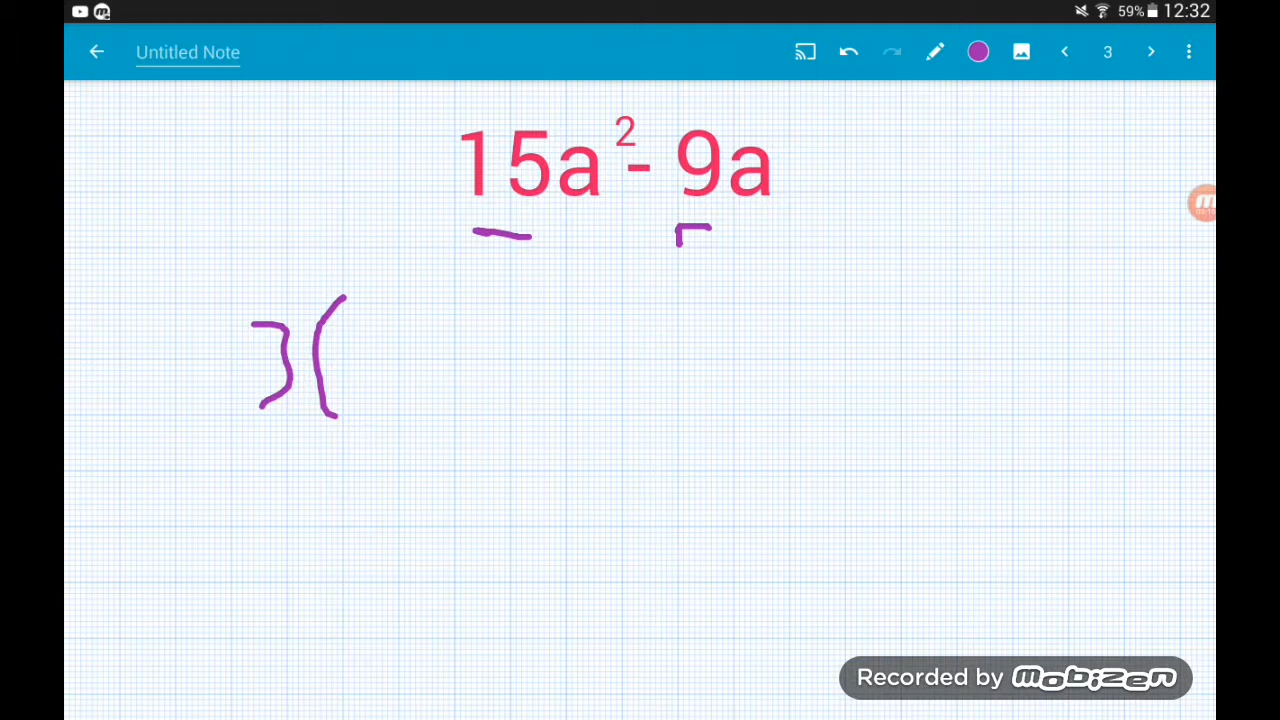 59% 12:32
Untitled Note 3
15a² - 9a
3(
Recorded by mobizen